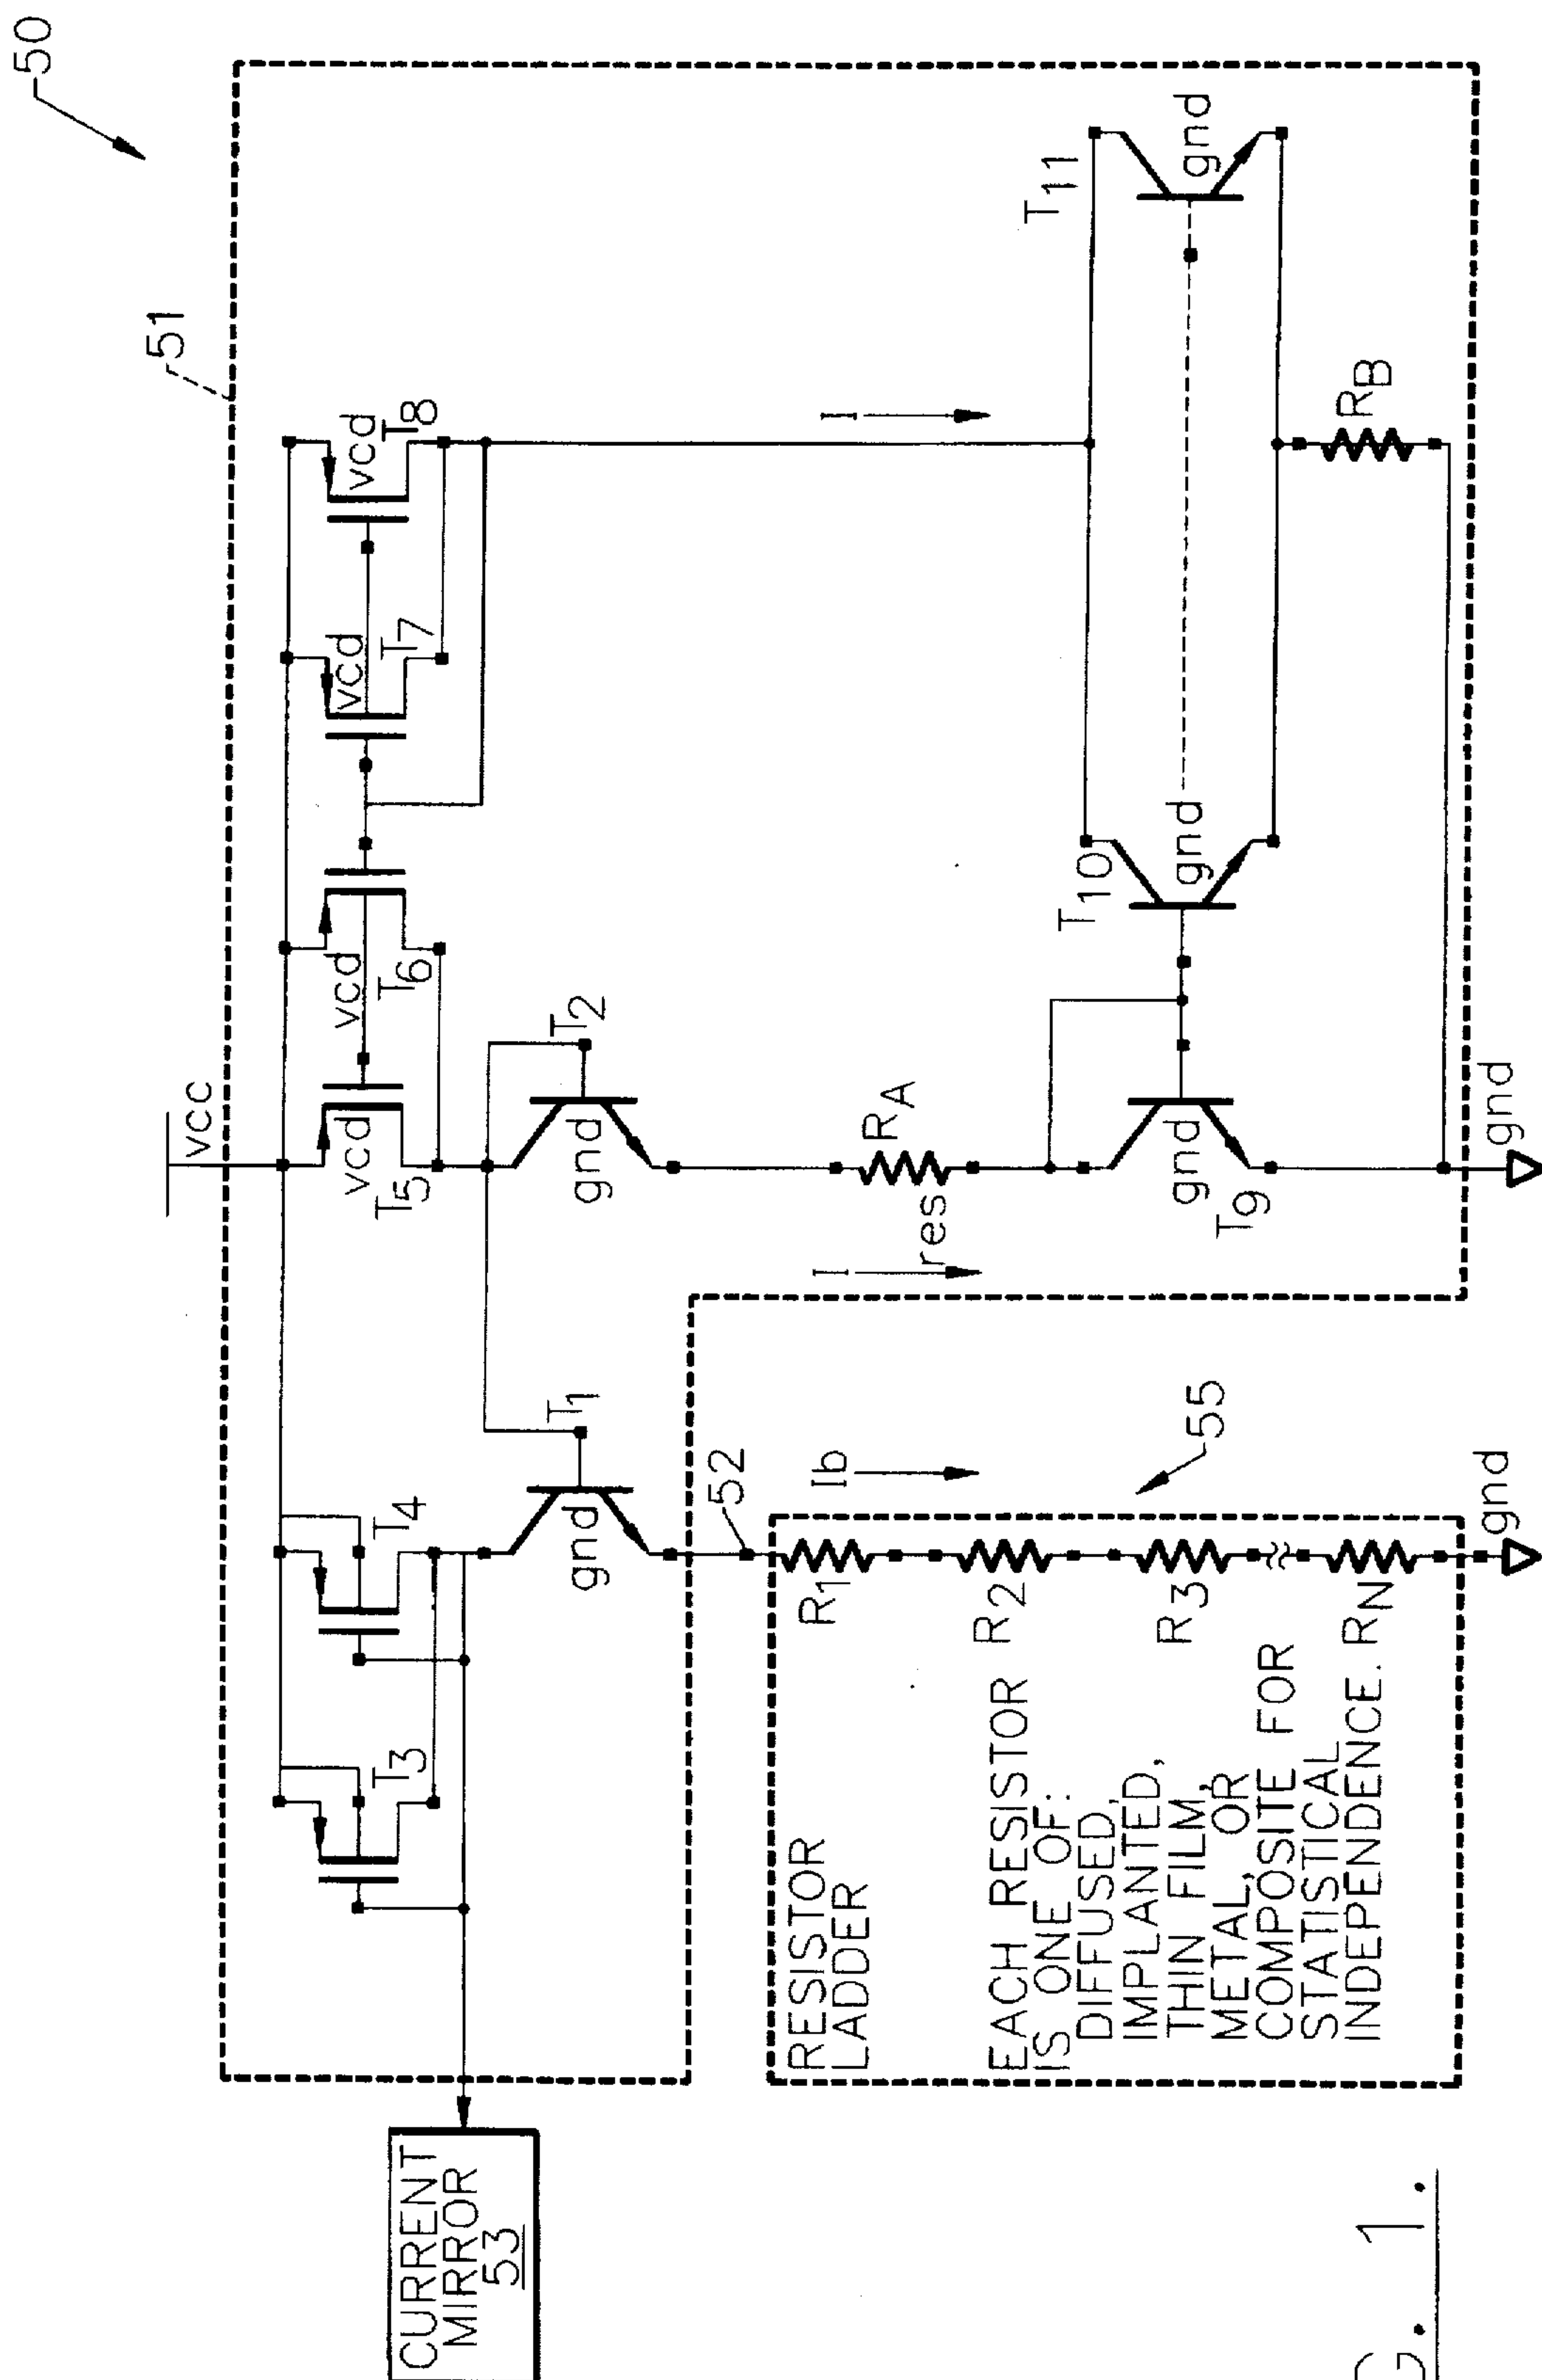 50
51
vcc
T3
T4
vcd
T5
vcd
T6
vcd
T7
vcd
T8
T1
gnd
T2
gnd
CURRENT
MIRROR
53
52
Ib
I
I
RA
res
T10
gnd
T11
gnd
gnd
T9
RB
55
RESISTOR
LADDER
R1
R2
R3
RN
EACH RESISTOR
IS ONE OF:
DIFFUSED,
IMPLANTED,
THIN FILM,
METAL, OR
COMPOSITE FOR
STATISTICAL
INDEPENDENCE.
gnd
gnd
G. 1.